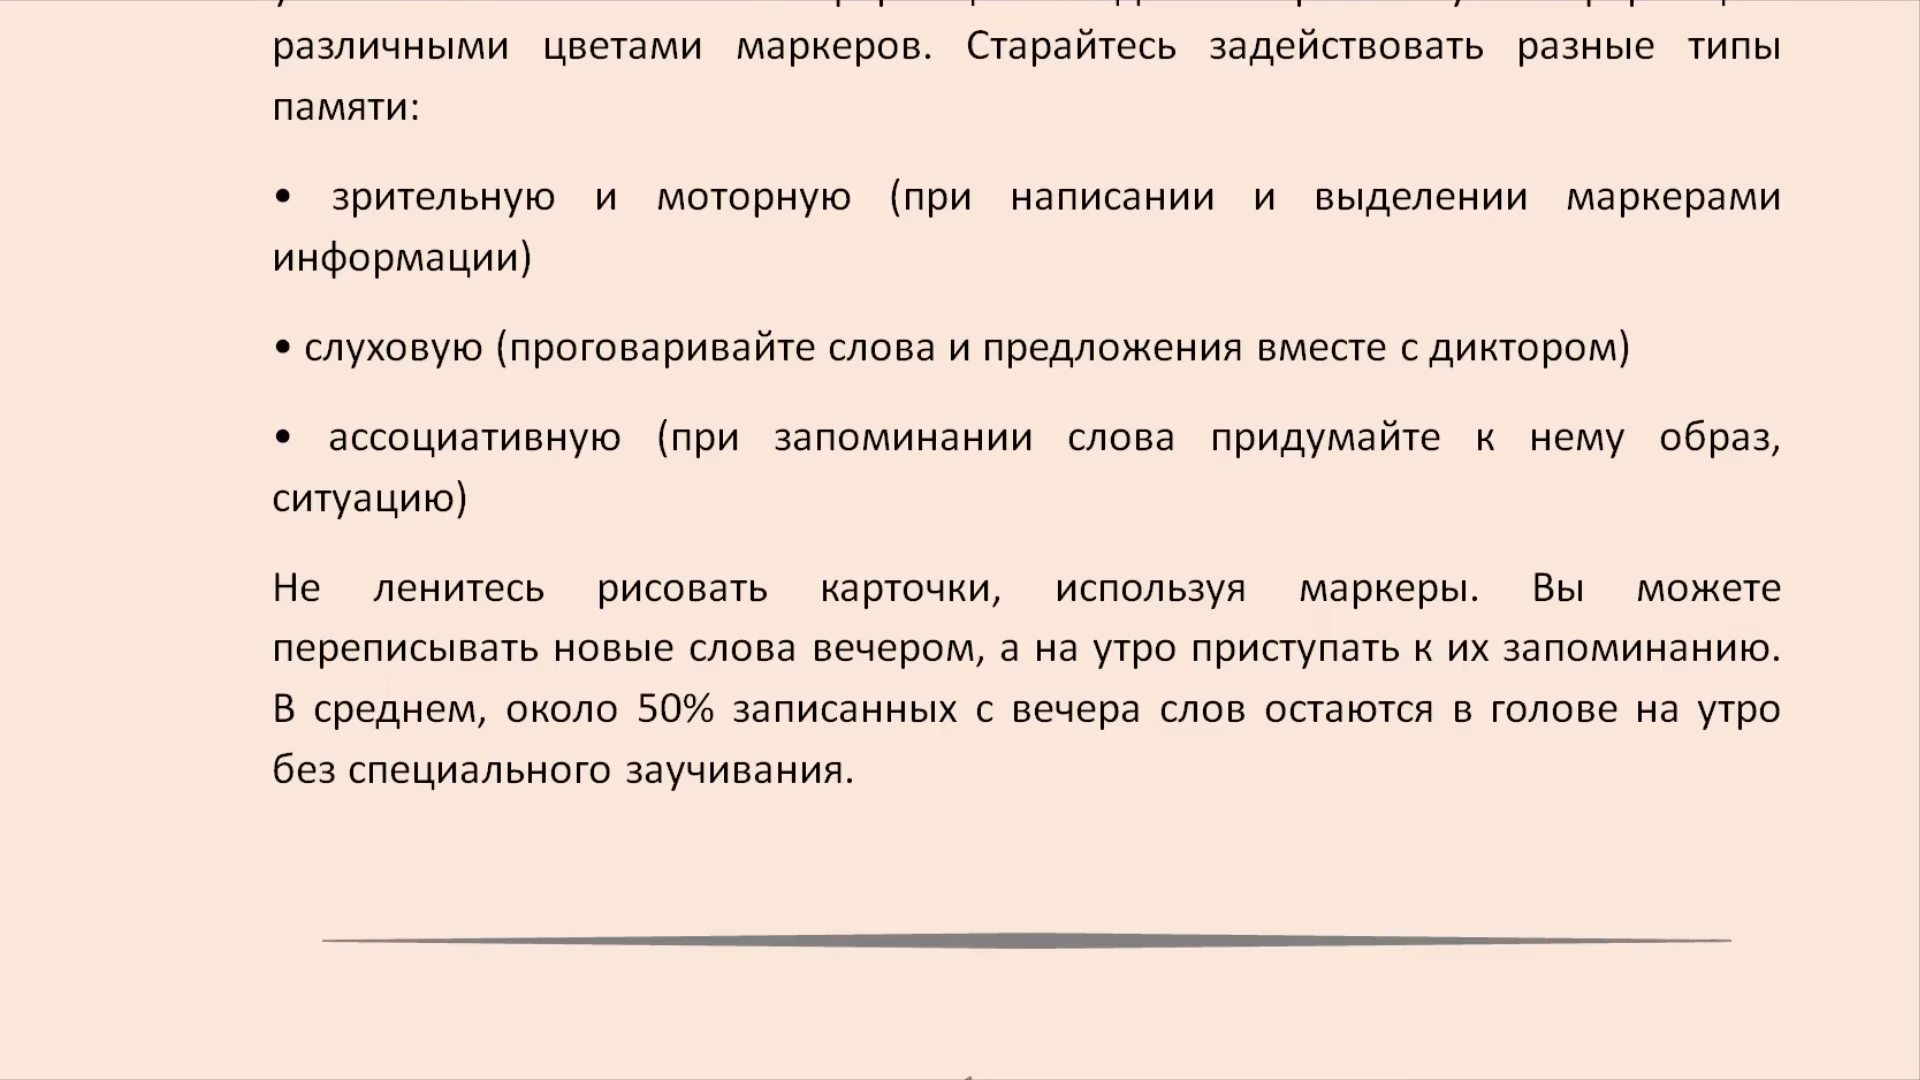 различными цветами маркеров. Старайтесь задействовать разные типы
памяти:
• зрительную и моторную (при написании и выделении маркерами
информации)
• слуховую (проговаривайте слова и предложения вместе с диктором)
• ассоциативную (при запоминании слова придумайте к нему образ,
ситуацию)
Не ленитесь рисовать карточки, используя маркеры. Вы можете
переписывать новые слова вечером, а на утро приступать к их запоминанию.
В среднем, около 50% записанных с вечера слов остаются в голове на утро
без специального заучивания.